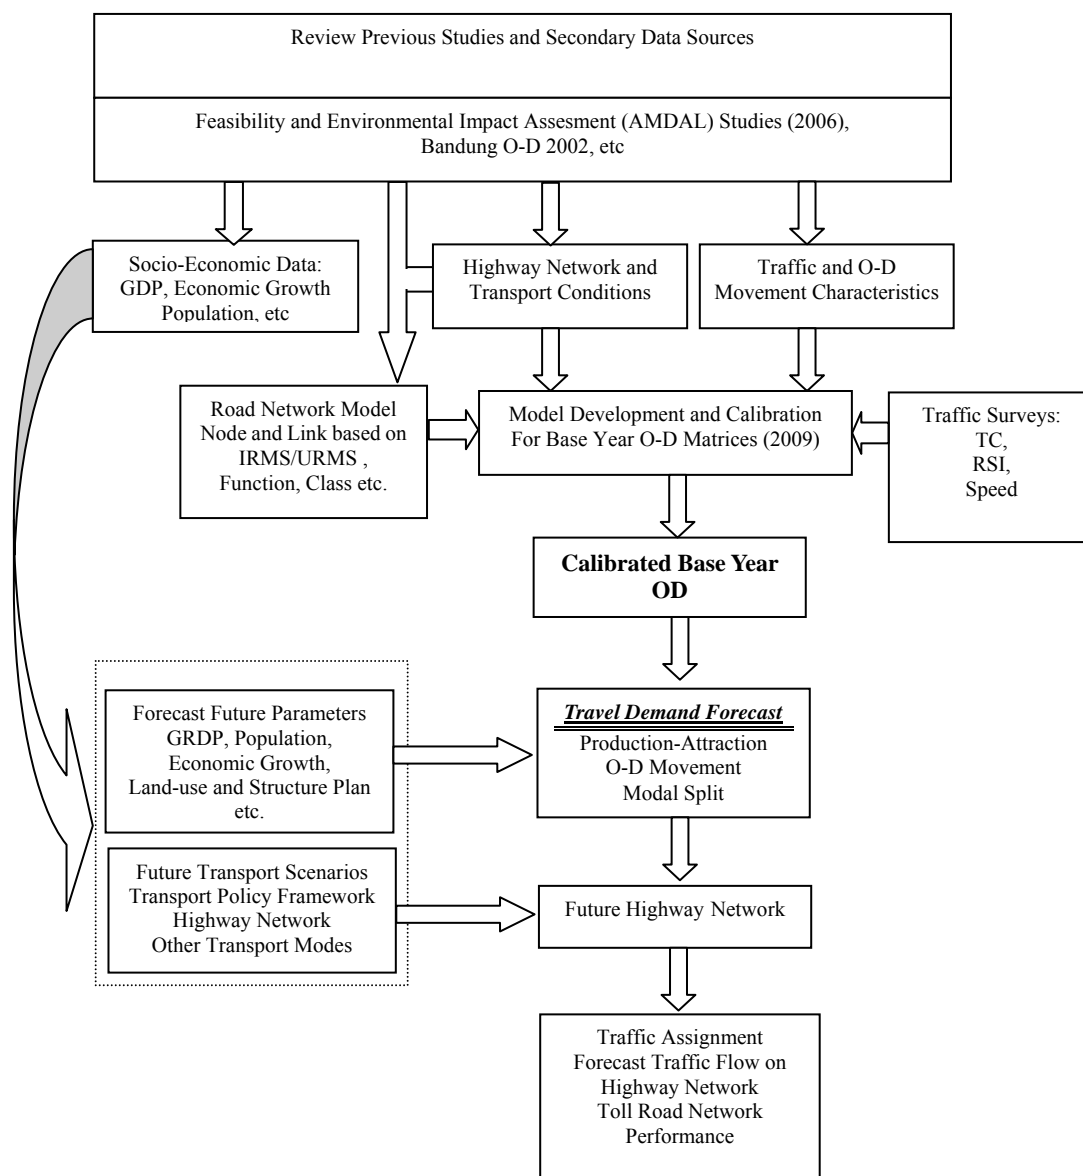 Review Previous Studies and Secondary Data Sources
Feasibility and Environmental Impact Assesment (AMDAL) Studies (2006),
Bandung O-D 2002, etc
Socio-Economic Data:
GDP, Economic Growth
Population, etc
Highway Network and
Transport Conditions
Traffic and O-D
Movement Characteristics
Road Network Model
Node and Link based on
IRMS/URMS ,
Function, Class etc.
Model Development and Calibration
For Base Year O-D Matrices (2009)
Traffic Surveys:
TC,
RSI,
Speed
Calibrated Base Year
OD
Forecast Future Parameters
GRDP, Population,
Economic Growth,
Land-use and Structure Plan
etc.
Travel Demand Forecast
Production-Attraction
O-D Movement
Modal Split
Future Transport Scenarios
Transport Policy Framework
Highway Network
Other Transport Modes
Future Highway Network
Traffic Assignment
Forecast Traffic Flow on
Highway Network
Toll Road Network
Performance